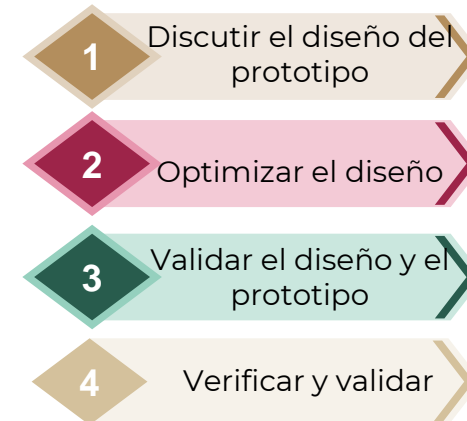 1
Discutir el diseño del
prototipo
2
Optimizar el diseño
3
Validar el diseño y el
prototipo
4
Verificar y validar